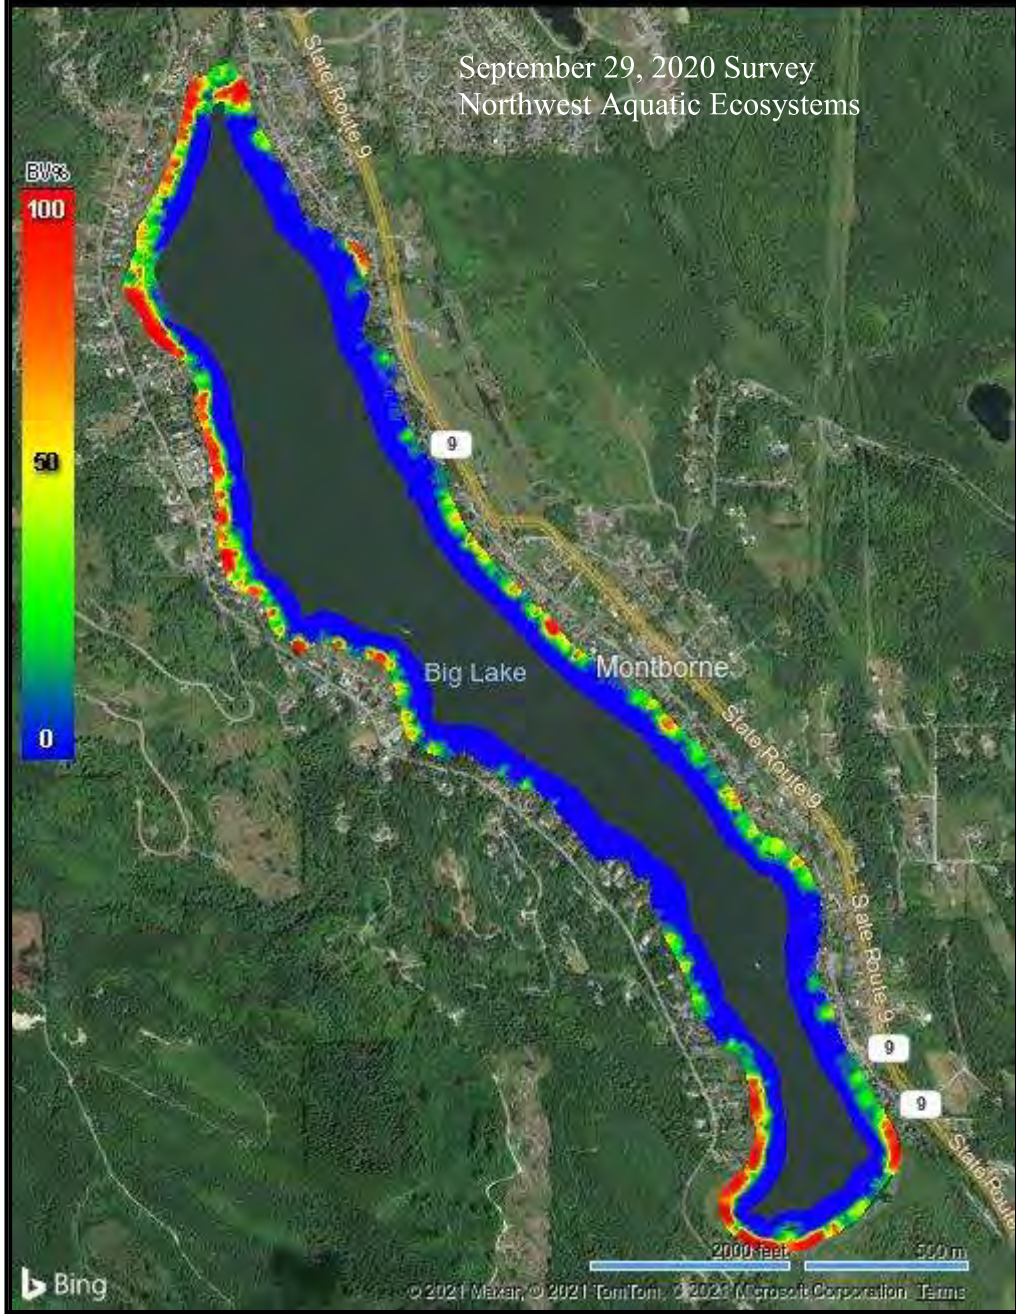 September 29, 2020 Survey
Northwest Aquatic Ecosystems
State Route 9
BV%
100
50
0
9
Big Lake
Montborne
State Route 9
State Route 9
9
9
State Route
2000 feet
500 m
Bing
© 2021 Maxar, © 2021 TomTom, © 2021 Microsoft Corporation Terms